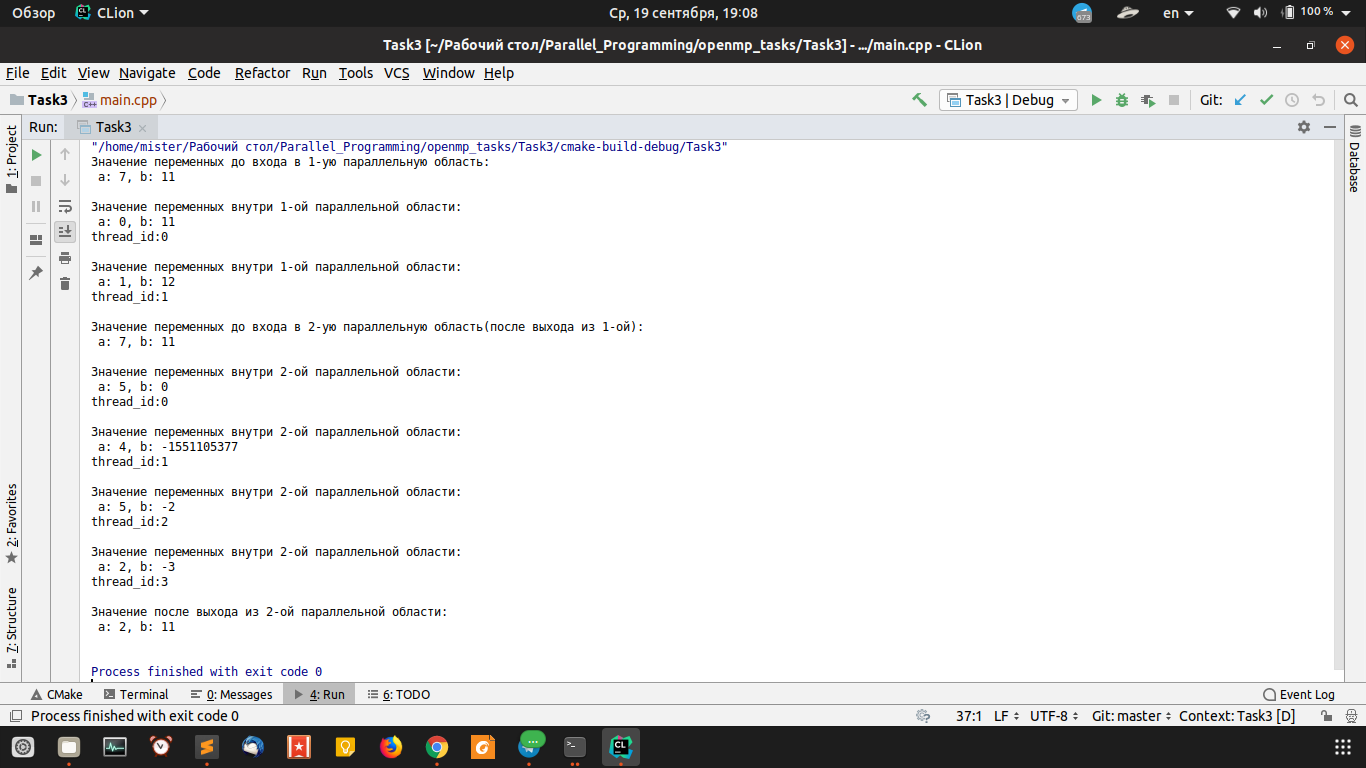 Обзор CLion Ср, 19 сентября, 19:08 673 en 100 %
Task3 [~/Рабочий стол/Parallel_Programming/openmp_tasks/Task3] - .../main.cpp - CLion
File Edit View Navigate Code Refactor Run Tools VCS Window Help
Task3 main.cpp Task3 | Debug Git:
Run: Task3
1: Project
Database
"/home/mister/Рабочий стол/Parallel_Programming/openmp_tasks/Task3/cmake-build-debug/Task3"
Значение переменных до входа в 1-ую параллельную область:
a: 7, b: 11
Значение переменных внутри 1-ой параллельной области:
a: 0, b: 11
thread_id:0
Значение переменных внутри 1-ой параллельной области:
a: 1, b: 12
thread_id:1
Значение переменных до входа в 2-ую параллельную область(после выхода из 1-ой):
a: 7, b: 11
Значение переменных внутри 2-ой параллельной области:
a: 5, b: 0
thread_id:0
Значение переменных внутри 2-ой параллельной области:
a: 4, b: -1551105377
thread_id:1
Значение переменных внутри 2-ой параллельной области:
a: 5, b: -2
thread_id:2
Значение переменных внутри 2-ой параллельной области:
a: 2, b: -3
thread_id:3
Значение после выхода из 2-ой параллельной области:
a: 2, b: 11
Process finished with exit code 0
2: Favorites
7: Structure
CMake Terminal 0: Messages 4: Run 6: TODO Event Log
Process finished with exit code 0 37:1 LF UTF-8 Git: master Context: Task3 [D]